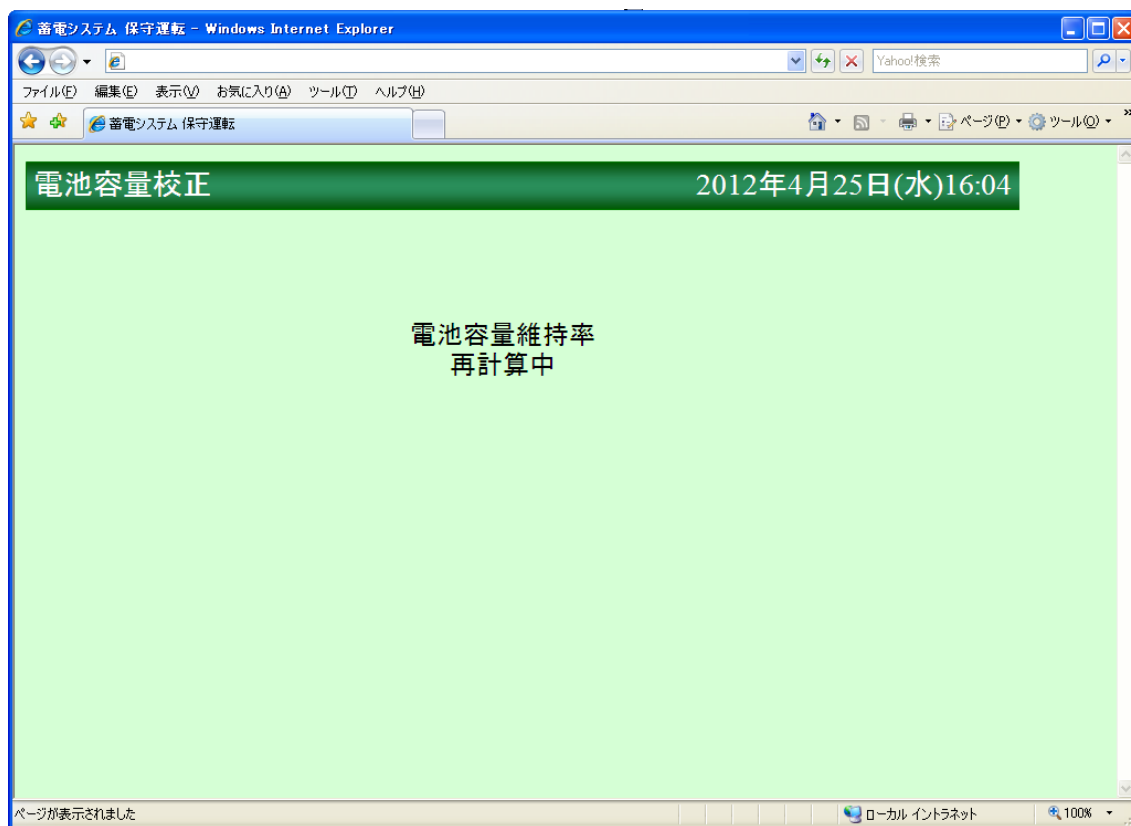 蓄電システム 保守運転 - Windows Internet Explorer
Yahoo!検索
ファイル(F) 編集(E) 表示(V) お気に入り(A) ツール(T) ヘルプ(H)
蓄電システム 保守運転 ページ(P) ツール(O)
電池容量校正 2012年4月25日(水)16:04
電池容量維持率
再計算中
ページが表示されました ローカル イントラネット 100%